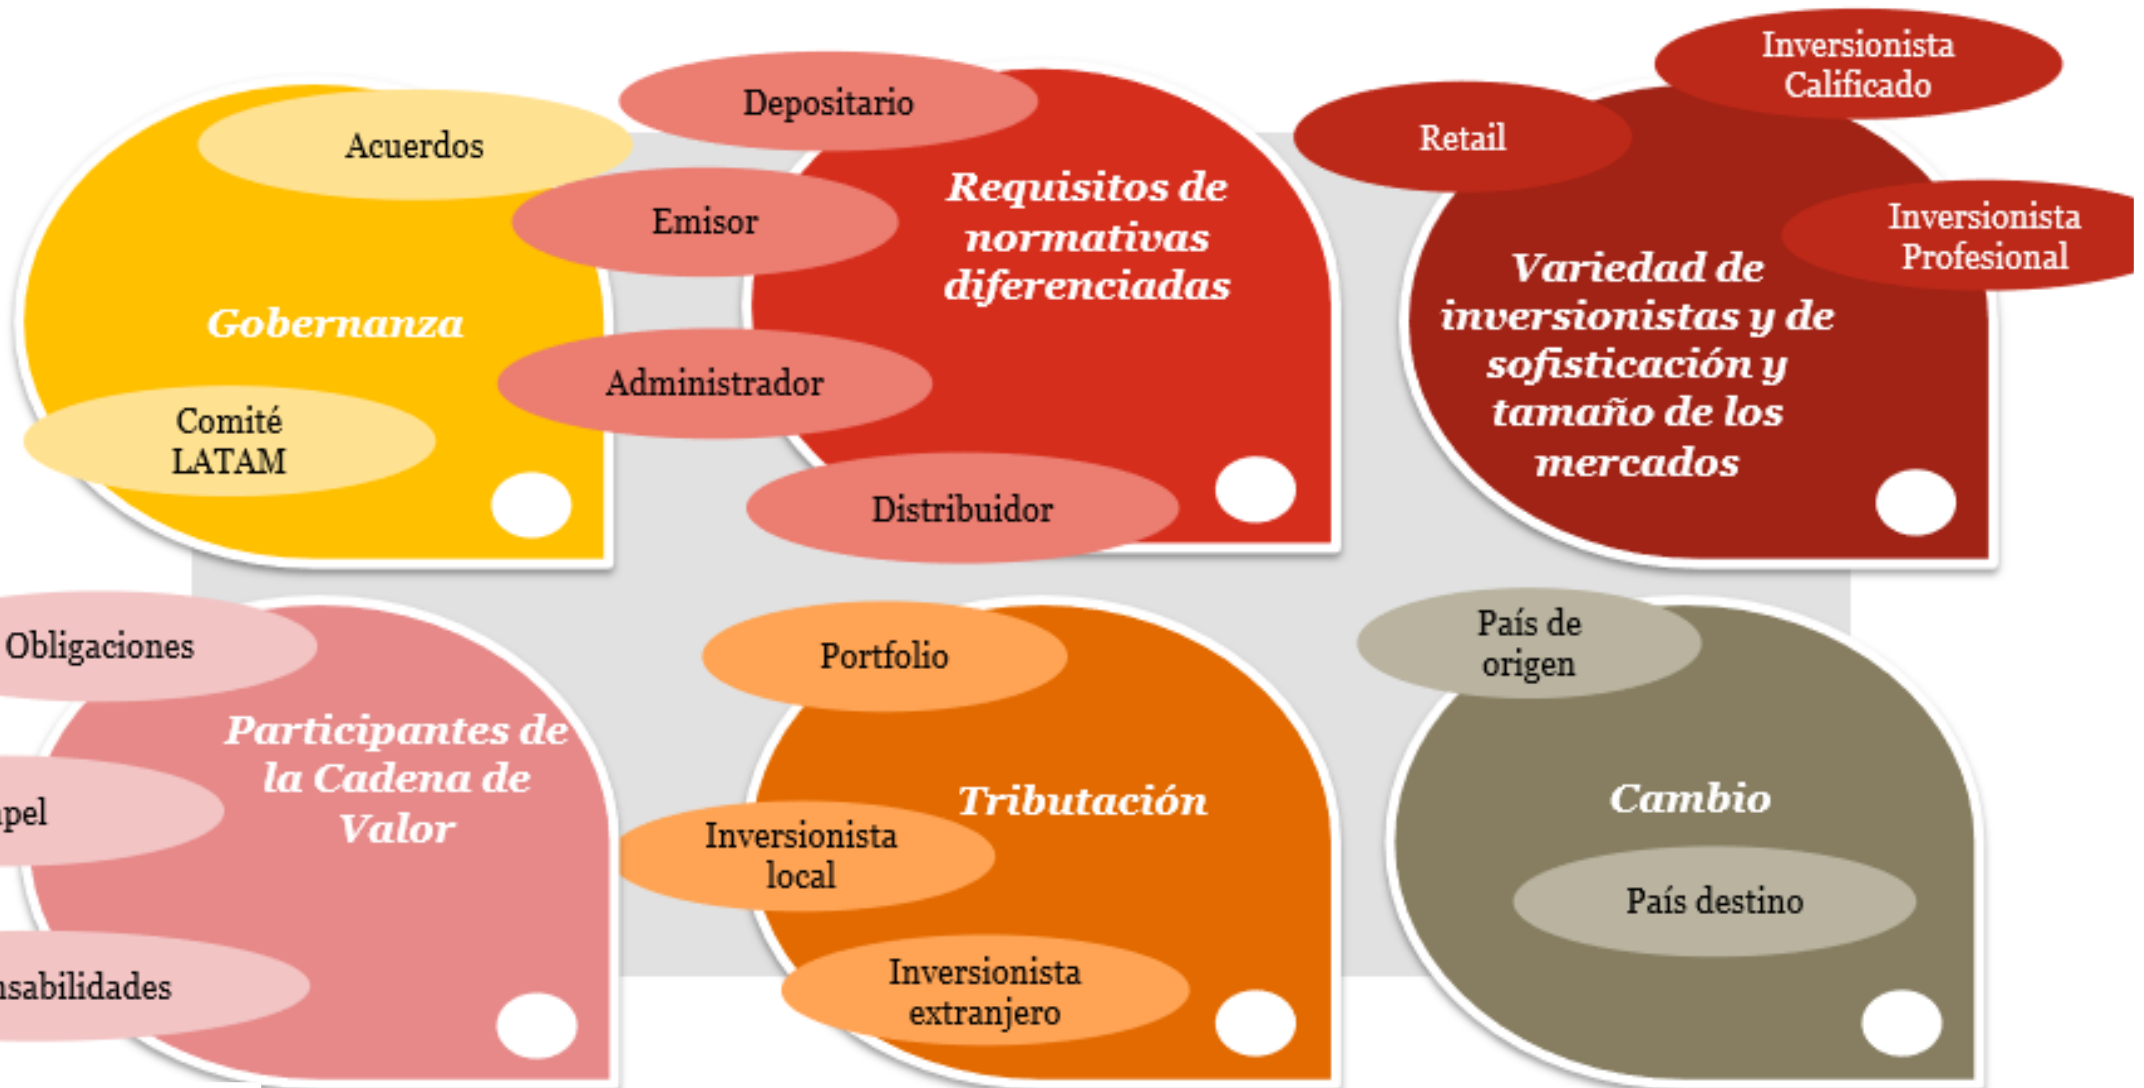 Acuerdos
Gobernanza
Comité
LATAM
Depositario
Emisor
Requisitos de
normativas
diferenciadas
Administrador
Distribuidor
Inversionista
Calificado
Retail
Inversionista
Profesional
Variedad de
inversionistas y de
sofisticación y
tamaño de los
mercados
Obligaciones
Participantes de
la Cadena de
Valor
pel
nsabilidades
Portfolio
Tributación
Inversionista
local
Inversionista
extranjero
País de
origen
Cambio
País destino